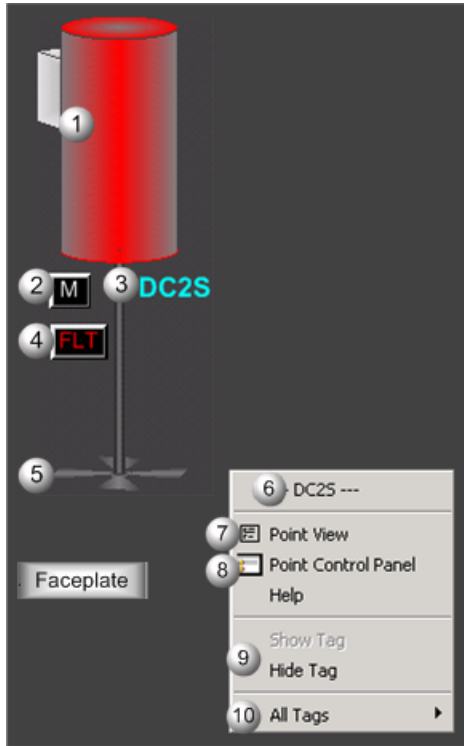 1
2 M 3 DC2S
4 FLT
5
6 - DC2S ---
7 Point View
8 Point Control Panel
Faceplate
Help
Show Tag
9
Hide Tag
10 All Tags